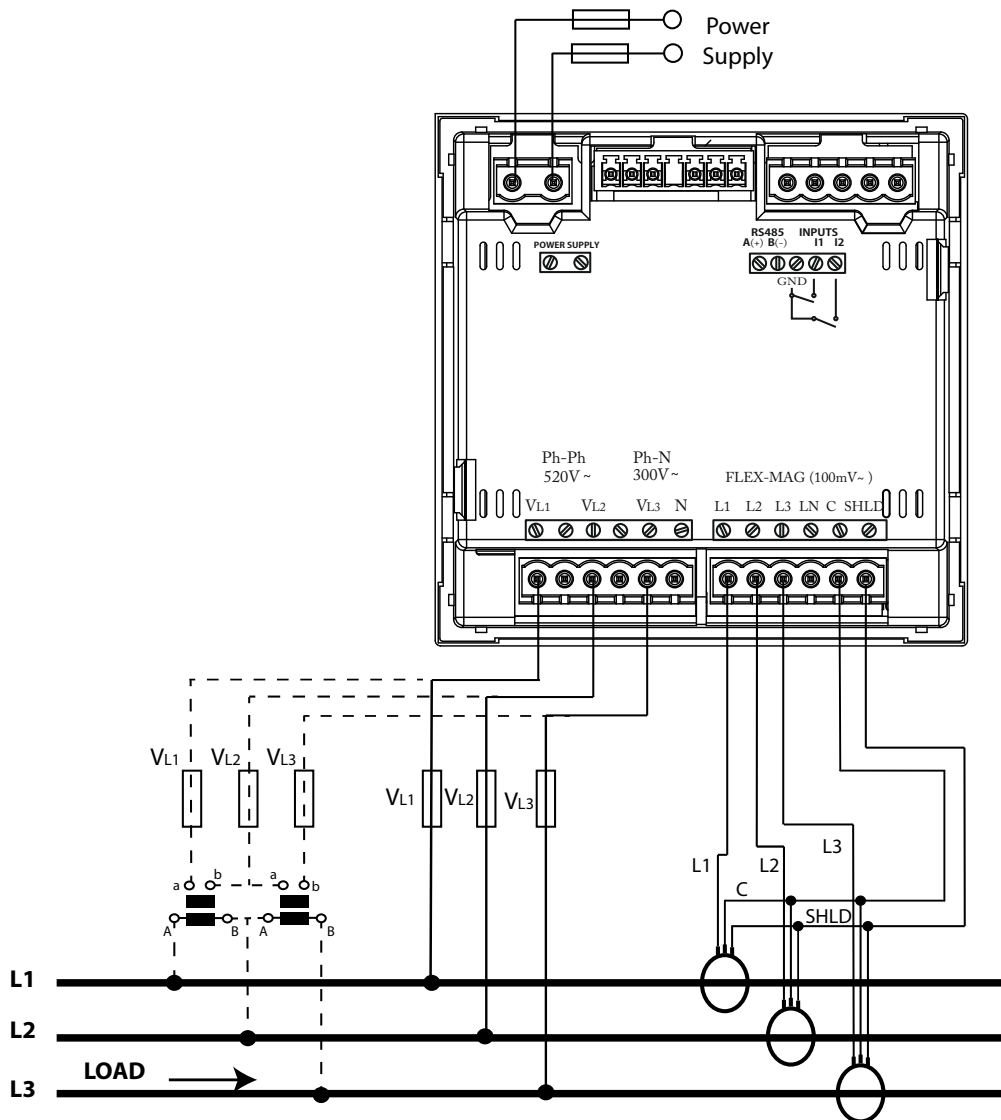 Power
Supply
POWER SUPPLY
RS485 INPUTS
A(+) B(-) I1 I2
GND
Ph-Ph Ph-N
520V ~ 300V ~
FLEX-MAG (100mV~ )
VL1 VL2 VL3 N
L1 L2 L3 LN C SHLD
VL1 VL2 VL3
VL1 VL2 VL3
L1 L2 L3
C
SHLD
a b a b
A B A B
L1
L2
LOAD
L3